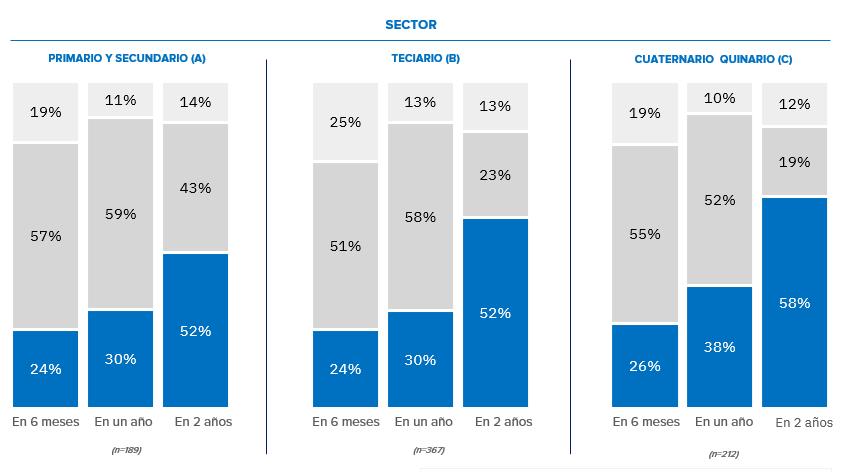 SECTOR
PRIMARIO Y SECUNDARIO (A)
19%
11%
14%
57%
59%
43%
24%
30%
52%
En 6 meses
En un año
En 2 años
(n=189)
TECIARIO (B)
25%
13%
13%
51%
58%
23%
24%
30%
52%
En 6 meses
En un año
En 2 años
(n=367)
CUATERNARIO QUINARIO (C)
19%
10%
12%
55%
52%
19%
26%
38%
58%
En 6 meses
En un año
En 2 años
(n=212)